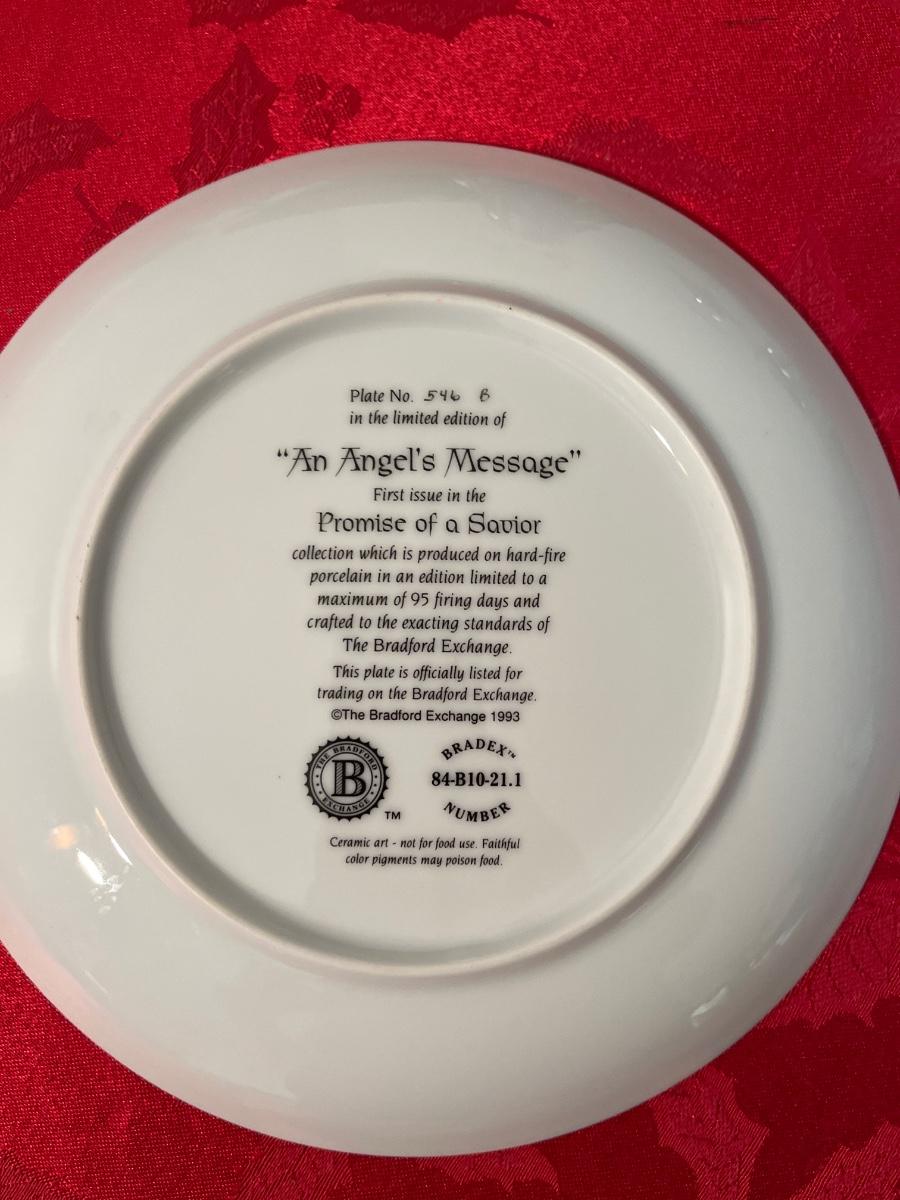 Plate No. 546 B
in the limited edition of
“An Angel's Message”
First issue in the
Promise of a Savior
collection which is produced on hard-fire
porcelain in an edition limited to a
maximum of 95 firing days and
crafted to the exacting standards of
The Bradford Exchange.
This plate is officially listed for
trading on the Bradford Exchange.
©The Bradford Exchange 1993
THE BRADFORD
B
EXCHANGE
TM
BRADEX™
84-B10-21.1
NUMBER
Ceramic art - not for food use. Faithful
color pigments may poison food.